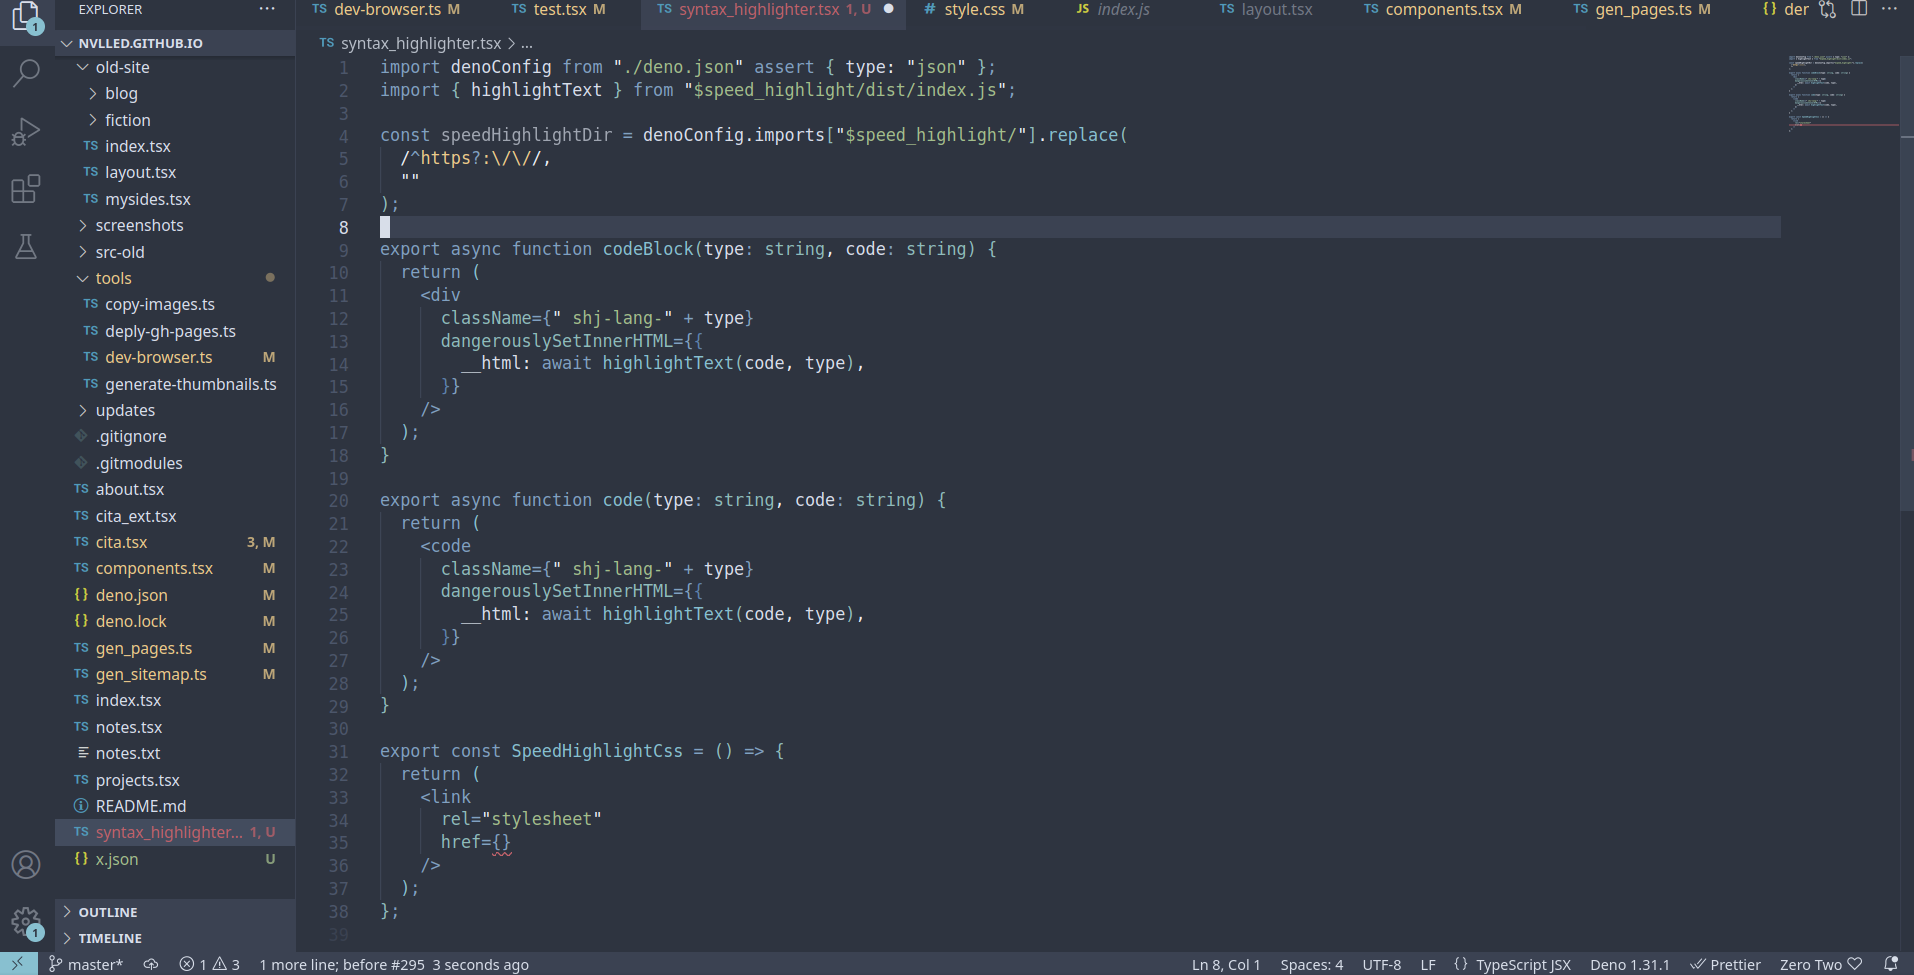 EXPLORER ···
TS dev-browser.ts M
TS test.tsx M
TS syntax_highlighter.tsx 1, U
# style.css M
JS index.js
TS layout.tsx
TS components.tsx M
TS gen_pages.ts M
{} der
···
NVLLED.GITHUB.IO
old-site
blog
fiction
TS index.tsx
TS layout.tsx
TS mysides.tsx
screenshots
src-old
tools
TS copy-images.ts
TS deply-gh-pages.ts
TS dev-browser.ts M
TS generate-thumbnails.ts
updates
.gitignore
.gitmodules
TS about.tsx
TS cita_ext.tsx
TS cita.tsx 3, M
TS components.tsx M
{} deno.json M
{} deno.lock M
TS gen_pages.ts M
TS gen_sitemap.ts M
TS index.tsx
TS notes.tsx
notes.txt
TS projects.tsx
README.md
TS syntax_highlighter... 1, U
{} x.json U
OUTLINE
TIMELINE
1
1
TS syntax_highlighter.tsx > ...
1 import denoConfig from "./deno.json" assert { type: "json" };
2 import { highlightText } from "$speed_highlight/dist/index.js";
3
4 const speedHighlightDir = denoConfig.imports["$speed_highlight/"].replace(
5   /^https?:\/\//,
6   ""
7 );
8
9 export async function codeBlock(type: string, code: string) {
10   return (
11     <div
12       className={" shj-lang-" + type}
13       dangerouslySetInnerHTML={{
14         __html: await highlightText(code, type),
15       }}
16     />
17   );
18 }
19
20 export async function code(type: string, code: string) {
21   return (
22     <code
23       className={" shj-lang-" + type}
24       dangerouslySetInnerHTML={{
25         __html: await highlightText(code, type),
26       }}
27     />
28   );
29 }
30
31 export const SpeedHighlightCss = () => {
32   return (
33     <link
34       rel="stylesheet"
35       href={}
36     />
37   );
38 };
39
master* 1 3 1 more line; before #295 3 seconds ago Ln 8, Col 1 Spaces: 4 UTF-8 LF {} TypeScript JSX Deno 1.31.1 Prettier Zero Two